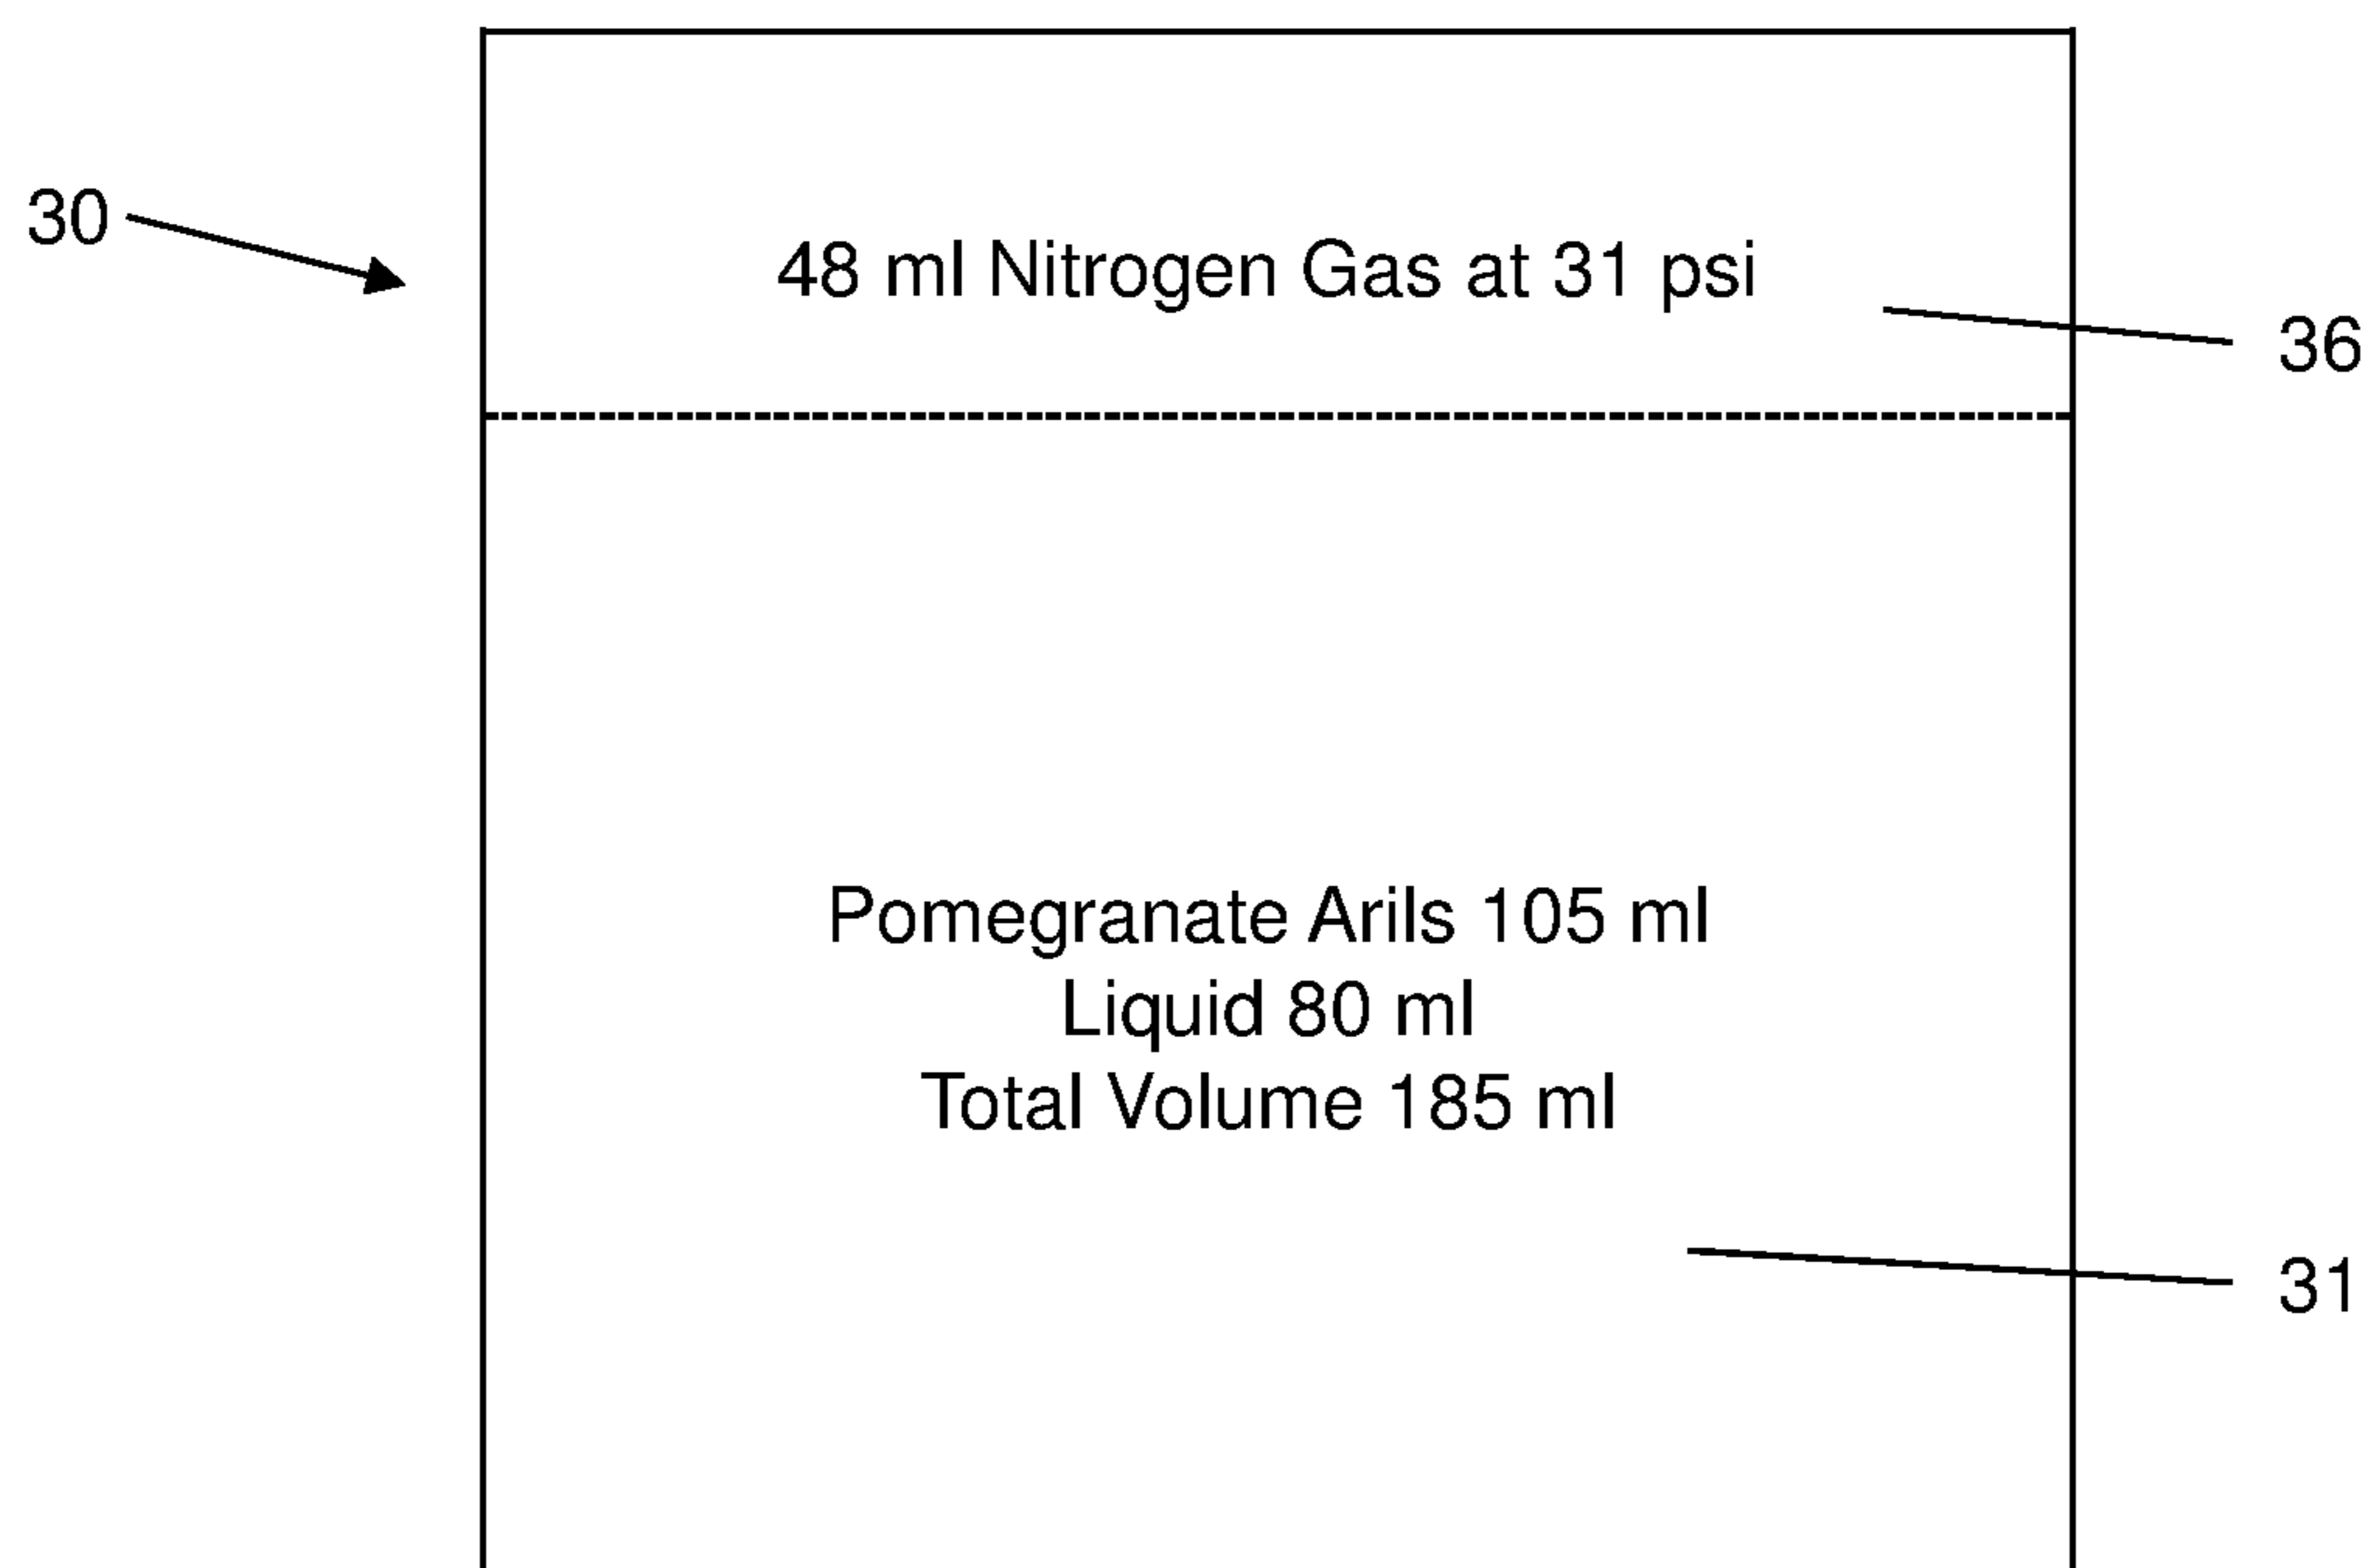 30
48 ml Nitrogen Gas at 31 psi
36
Pomegranate Arils 105 ml
Liquid 80 ml
Total Volume 185 ml
31